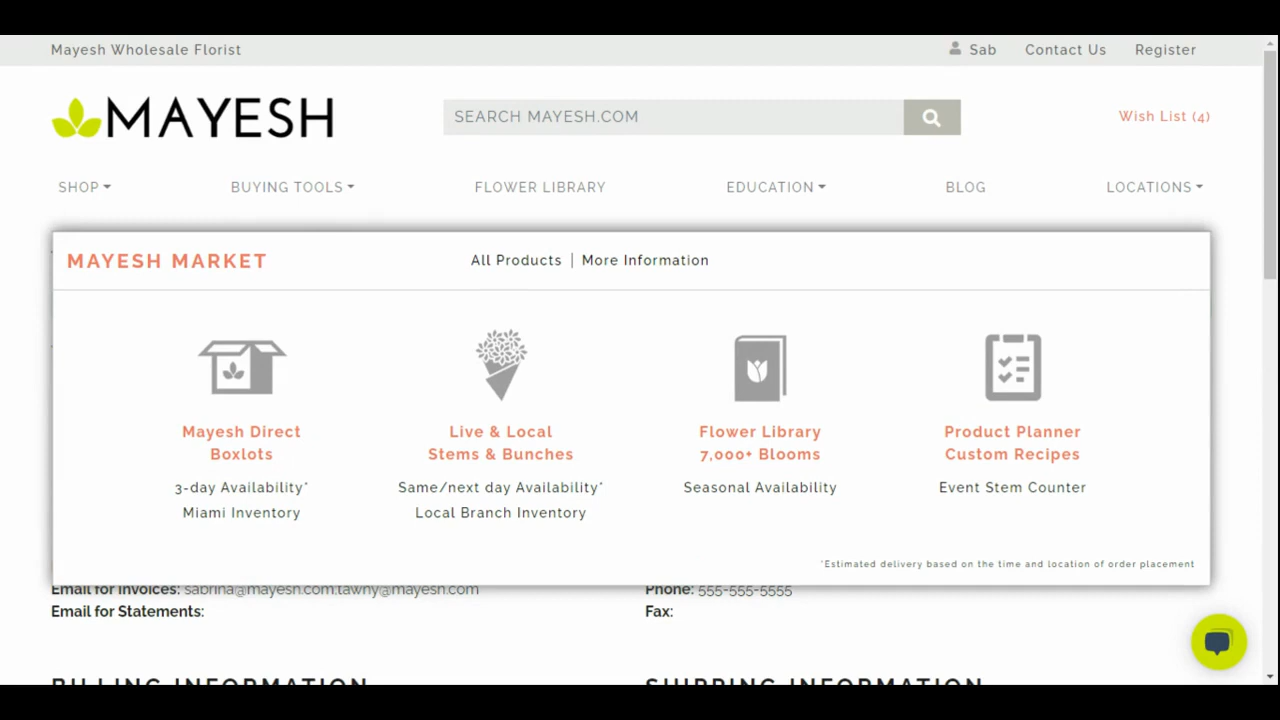 Mayesh Wholesale Florist
Sab Contact Us Register
MAYESH
SEARCH MAYESH.COM
Wish List (4)
SHOP BUYING TOOLS FLOWER LIBRARY EDUCATION BLOG LOCATIONS
MAYESH MARKET
All Products | More Information
Mayesh Direct
Boxlots
3-day Availability*
Miami Inventory
Live & Local
Stems & Bunches
Same/next day Availability*
Local Branch Inventory
Flower Library
7,000+ Blooms
Seasonal Availability
Product Planner
Custom Recipes
Event Stem Counter
*Estimated delivery based on the time and location of order placement
Email for Invoices: sabrina@mayesh.com;tawny@mayesh.com
Phone: 555-555-5555
Email for Statements:
Fax:
BILLING INFORMATION
SHIPPING INFORMATION